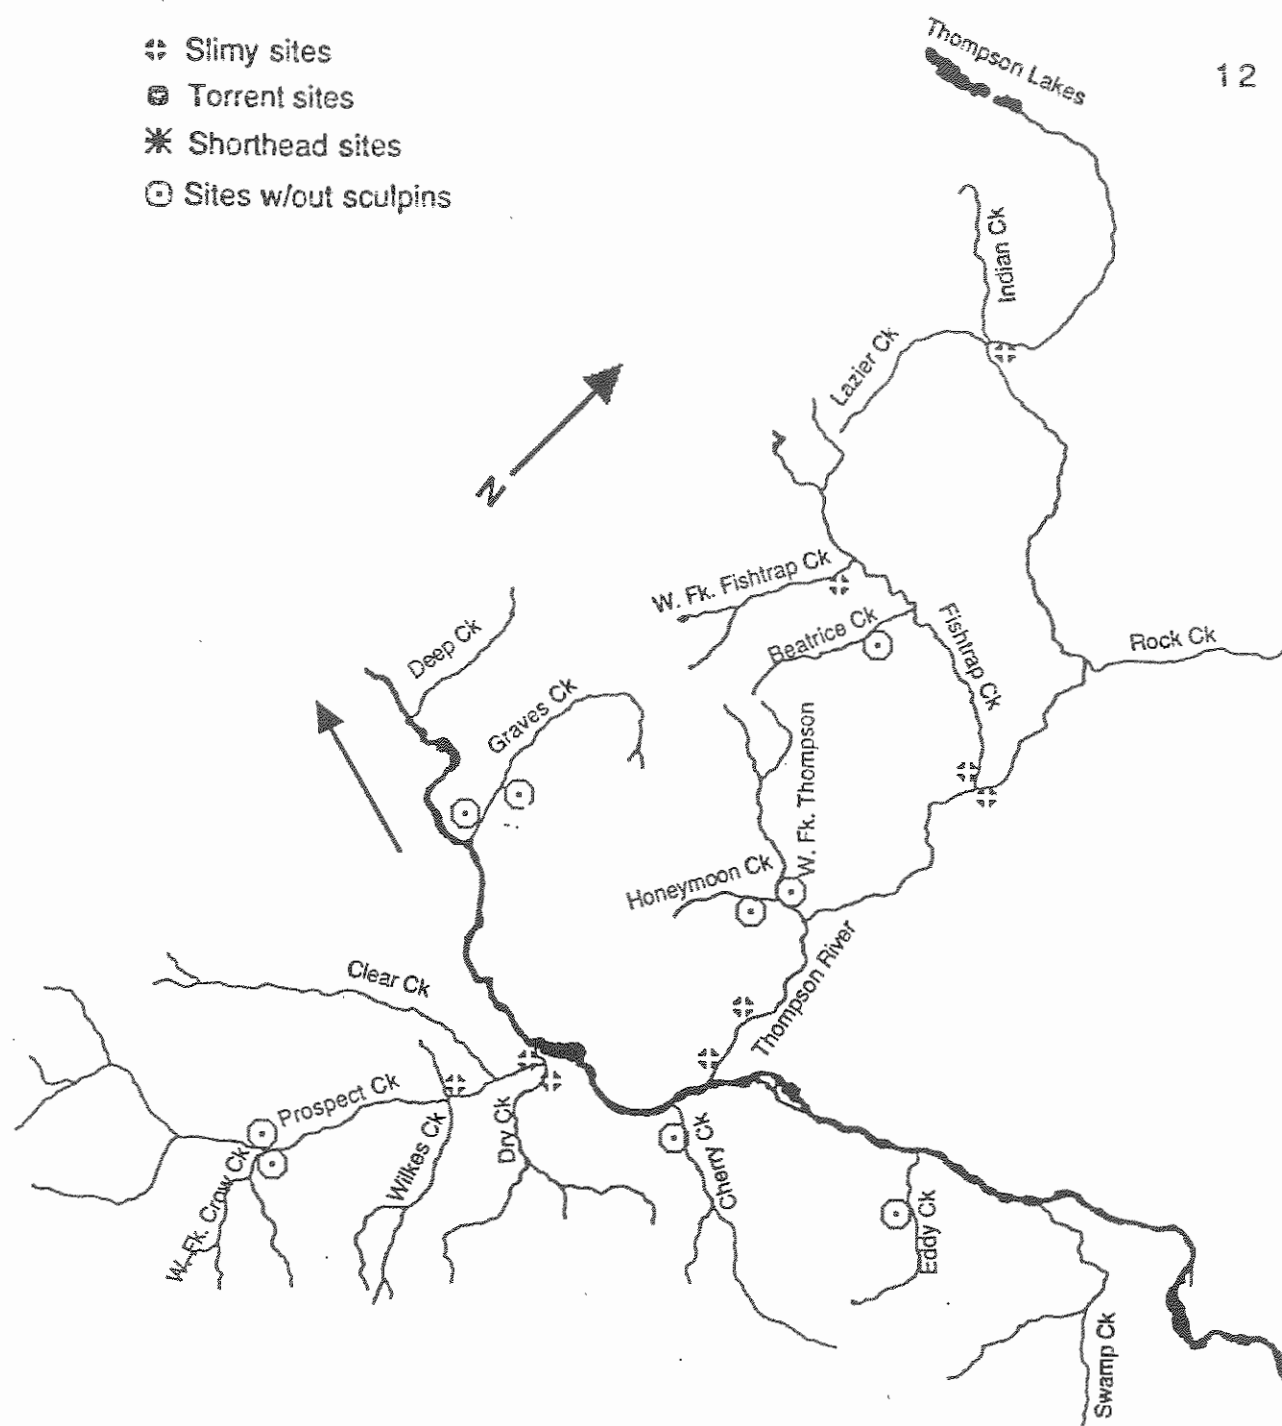 Slimy sites
Torrent sites
Shorthead sites
Sites w/out sculpins
12
Thompson Lakes
Indian Ck
Lazier Ck
N
W. Fk. Fishtrap Ck
Beatrice Ck
Fishtrap Ck
Rock Ck
Deep Ck
Graves Ck
W. Fk. Thompson
Honeymoon Ck
Thompson River
Clear Ck
Prospect Ck
W. Fk. Crow Ck
Wilkes Ck
Dry Ck
Cherry Ck
Eddy Ck
Swamp Ck